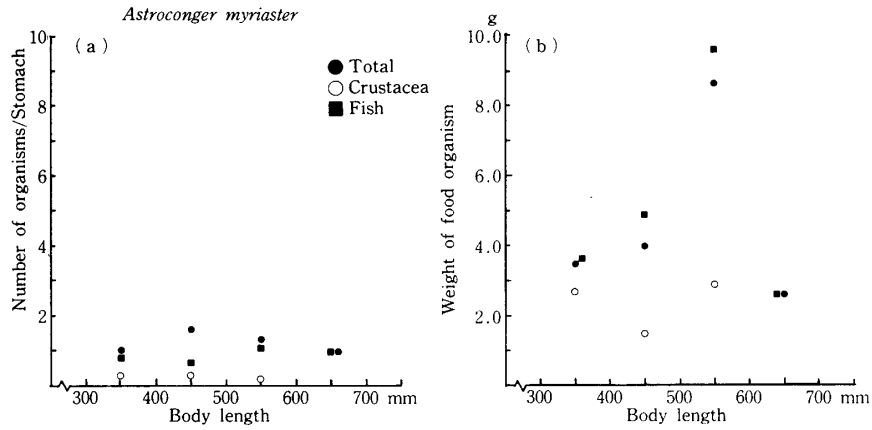 Astroconger myriaster
(a)
Total
Crustacea
Fish
Number of organisms/Stomach
10
8
6
4
2
0
300 400 500 600 700 mm
Body length
g
(b)
Weight of food organism
10.0
8.0
6.0
4.0
2.0
300 400 500 600 700 mm
Body length